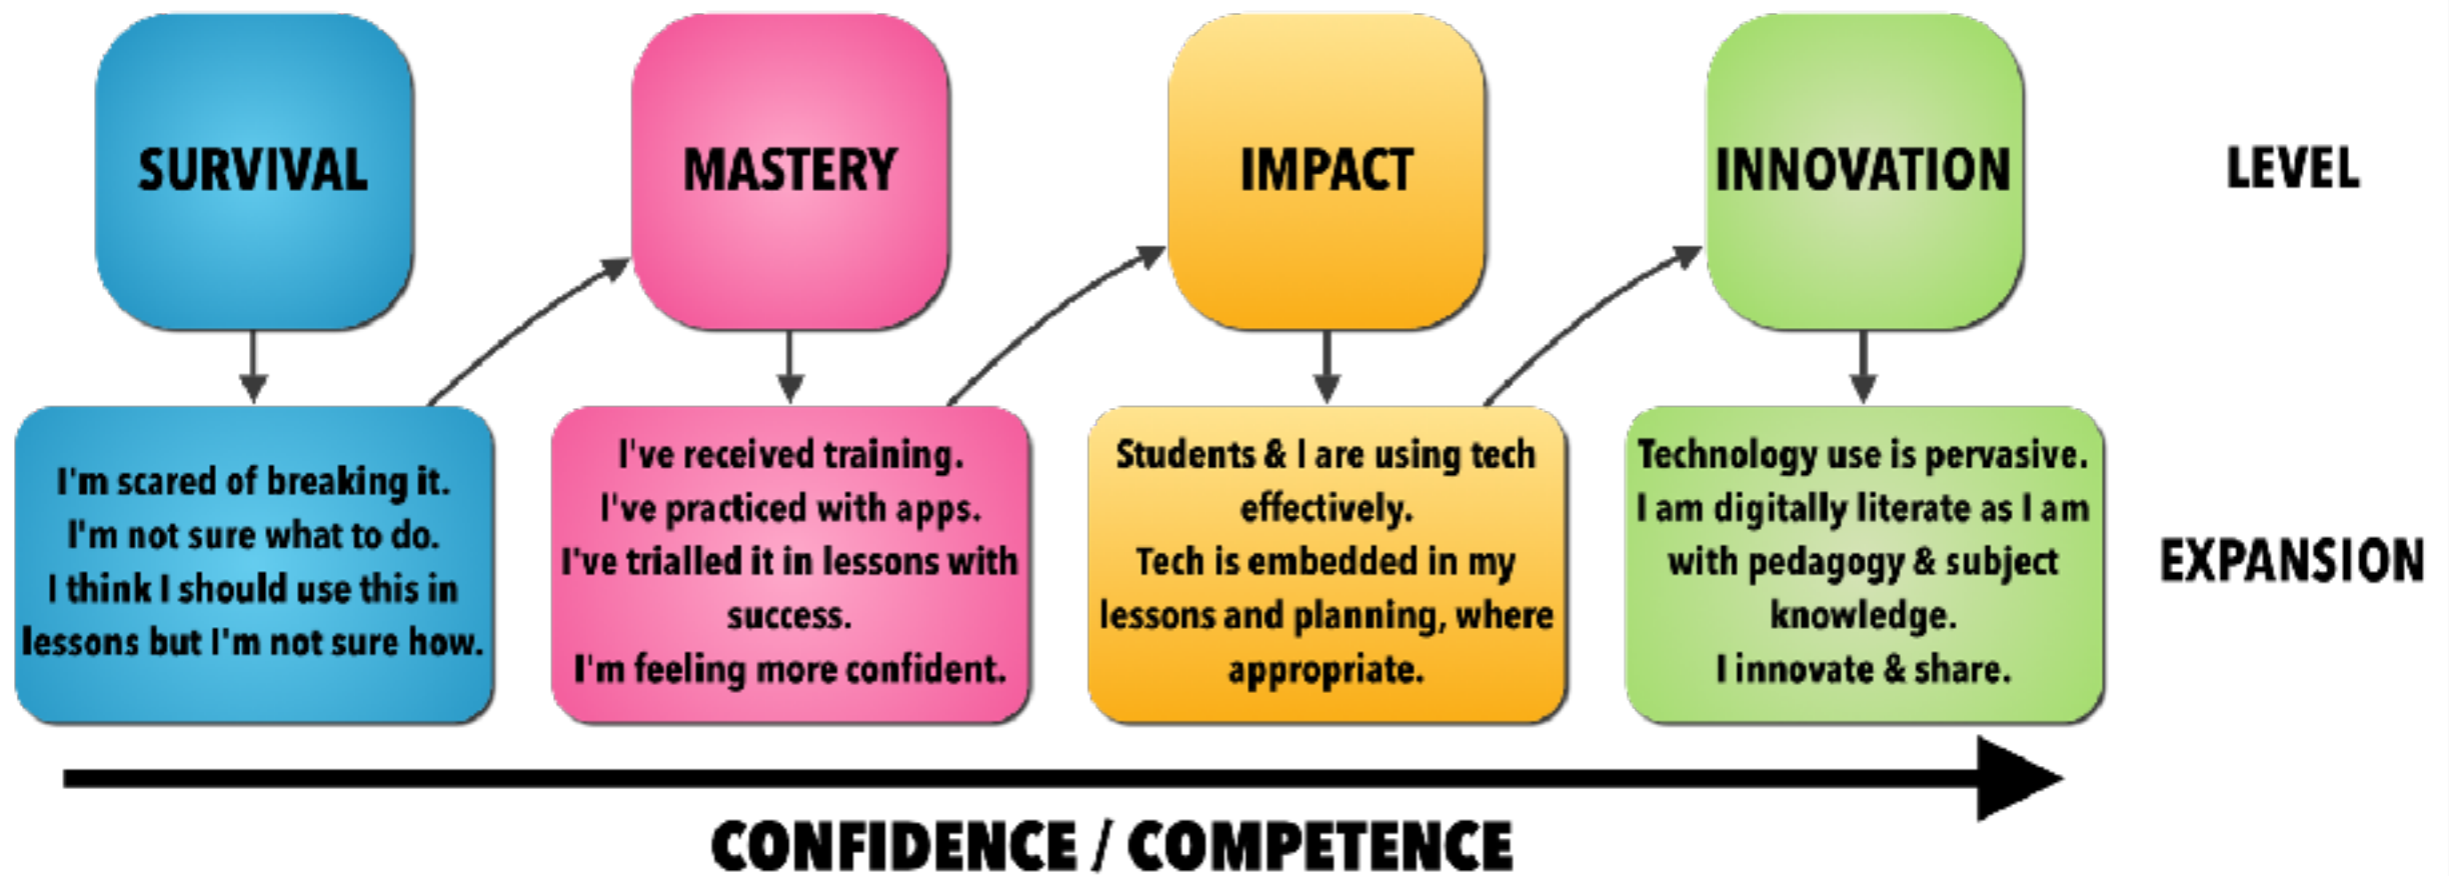 SURVIVAL
MASTERY
IMPACT
INNOVATION
LEVEL
I'm scared of breaking it.
I'm not sure what to do.
I think I should use this in
lessons but I'm not sure how.
I've received training.
I've practiced with apps.
I've trialled it in lessons with
success.
I'm feeling more confident.
Students & I are using tech
effectively.
Tech is embedded in my
lessons and planning, where
appropriate.
Technology use is pervasive.
I am digitally literate as I am
with pedagogy & subject
knowledge.
I innovate & share.
EXPANSION
CONFIDENCE / COMPETENCE